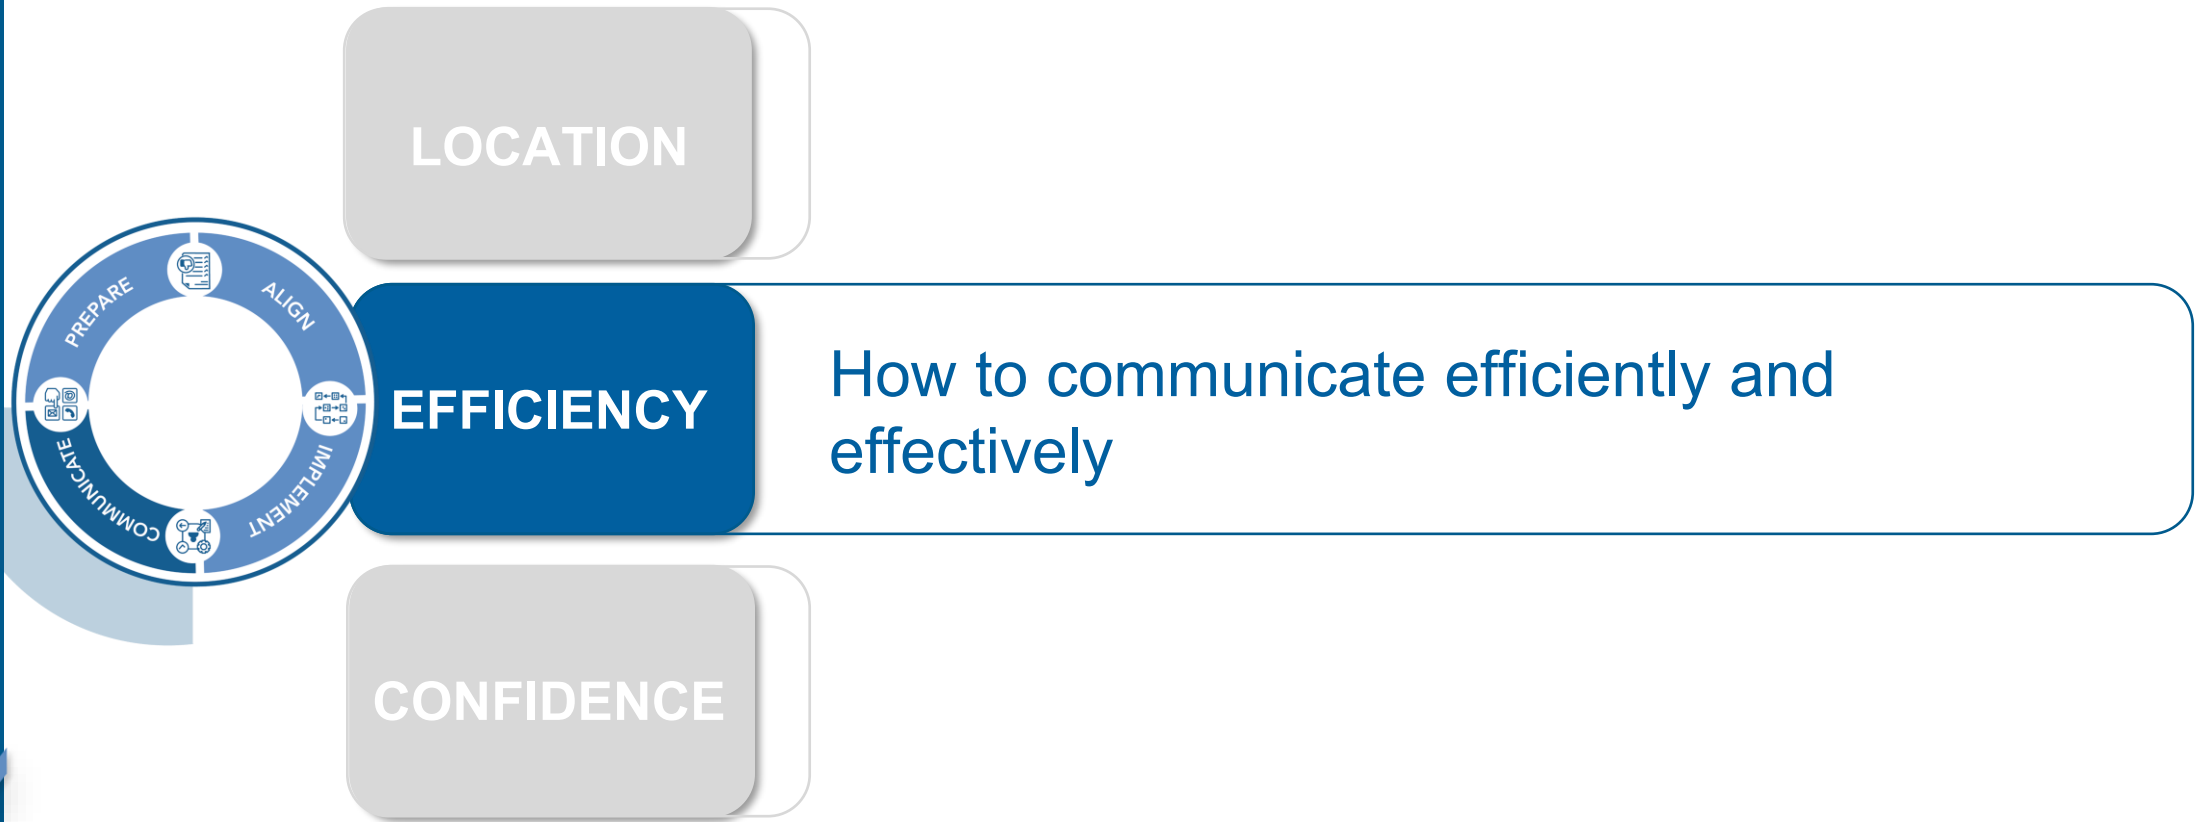 LOCATION
PREPARE
ALIGN
EFFICIENCY
How to communicate efficiently and
effectively
COMMUNICATE
IMPLEMENT
CONFIDENCE